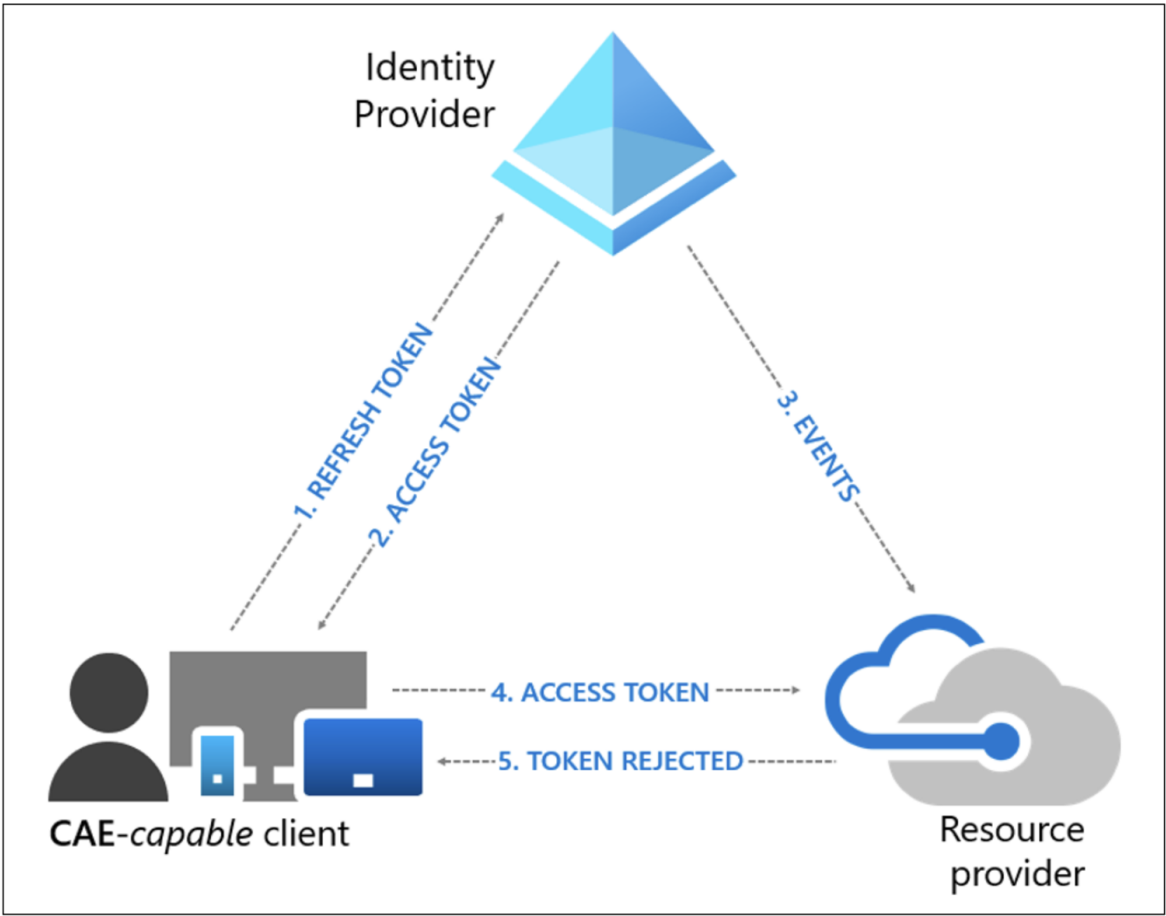 Identity
Provider
1. REFRESH TOKEN
2. ACCESS TOKEN
3. EVENTS
4. ACCESS TOKEN
5. TOKEN REJECTED
CAE-capable client
Resource
provider